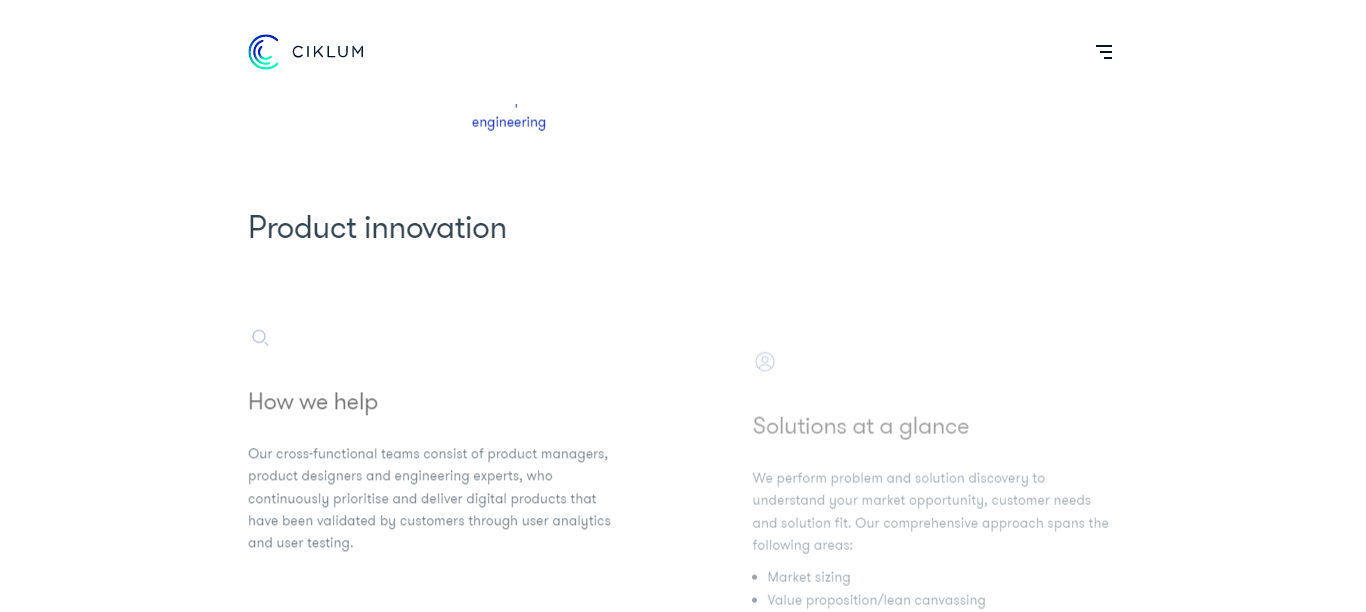 CIKLUM
engineering
Product innovation
How we help
Our cross-functional teams consist of product managers,
product designers and engineering experts, who
continuously prioritise and deliver digital products that
have been validated by customers through user analytics
and user testing.
Solutions at a glance
We perform problem and solution discovery to
understand your market opportunity, customer needs
and solution fit. Our comprehensive approach spans the
following areas:
• Market sizing
• Value proposition/lean canvassing